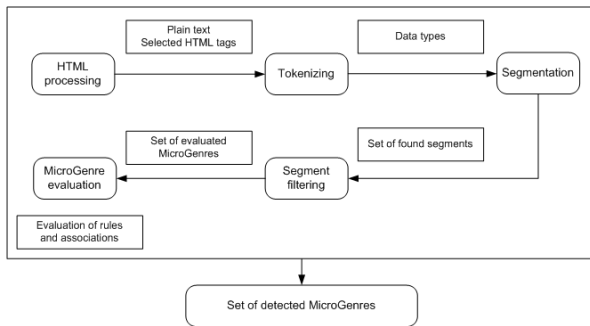 Plain text
Selected HTML tags
Data types
HTML
processing
Tokenizing
Segmentation
Set of evaluated
MicroGenres
Set of found segments
MicroGenre
evaluation
Segment
filtering
Evaluation of rules
and associations
Set of detected MicroGenres